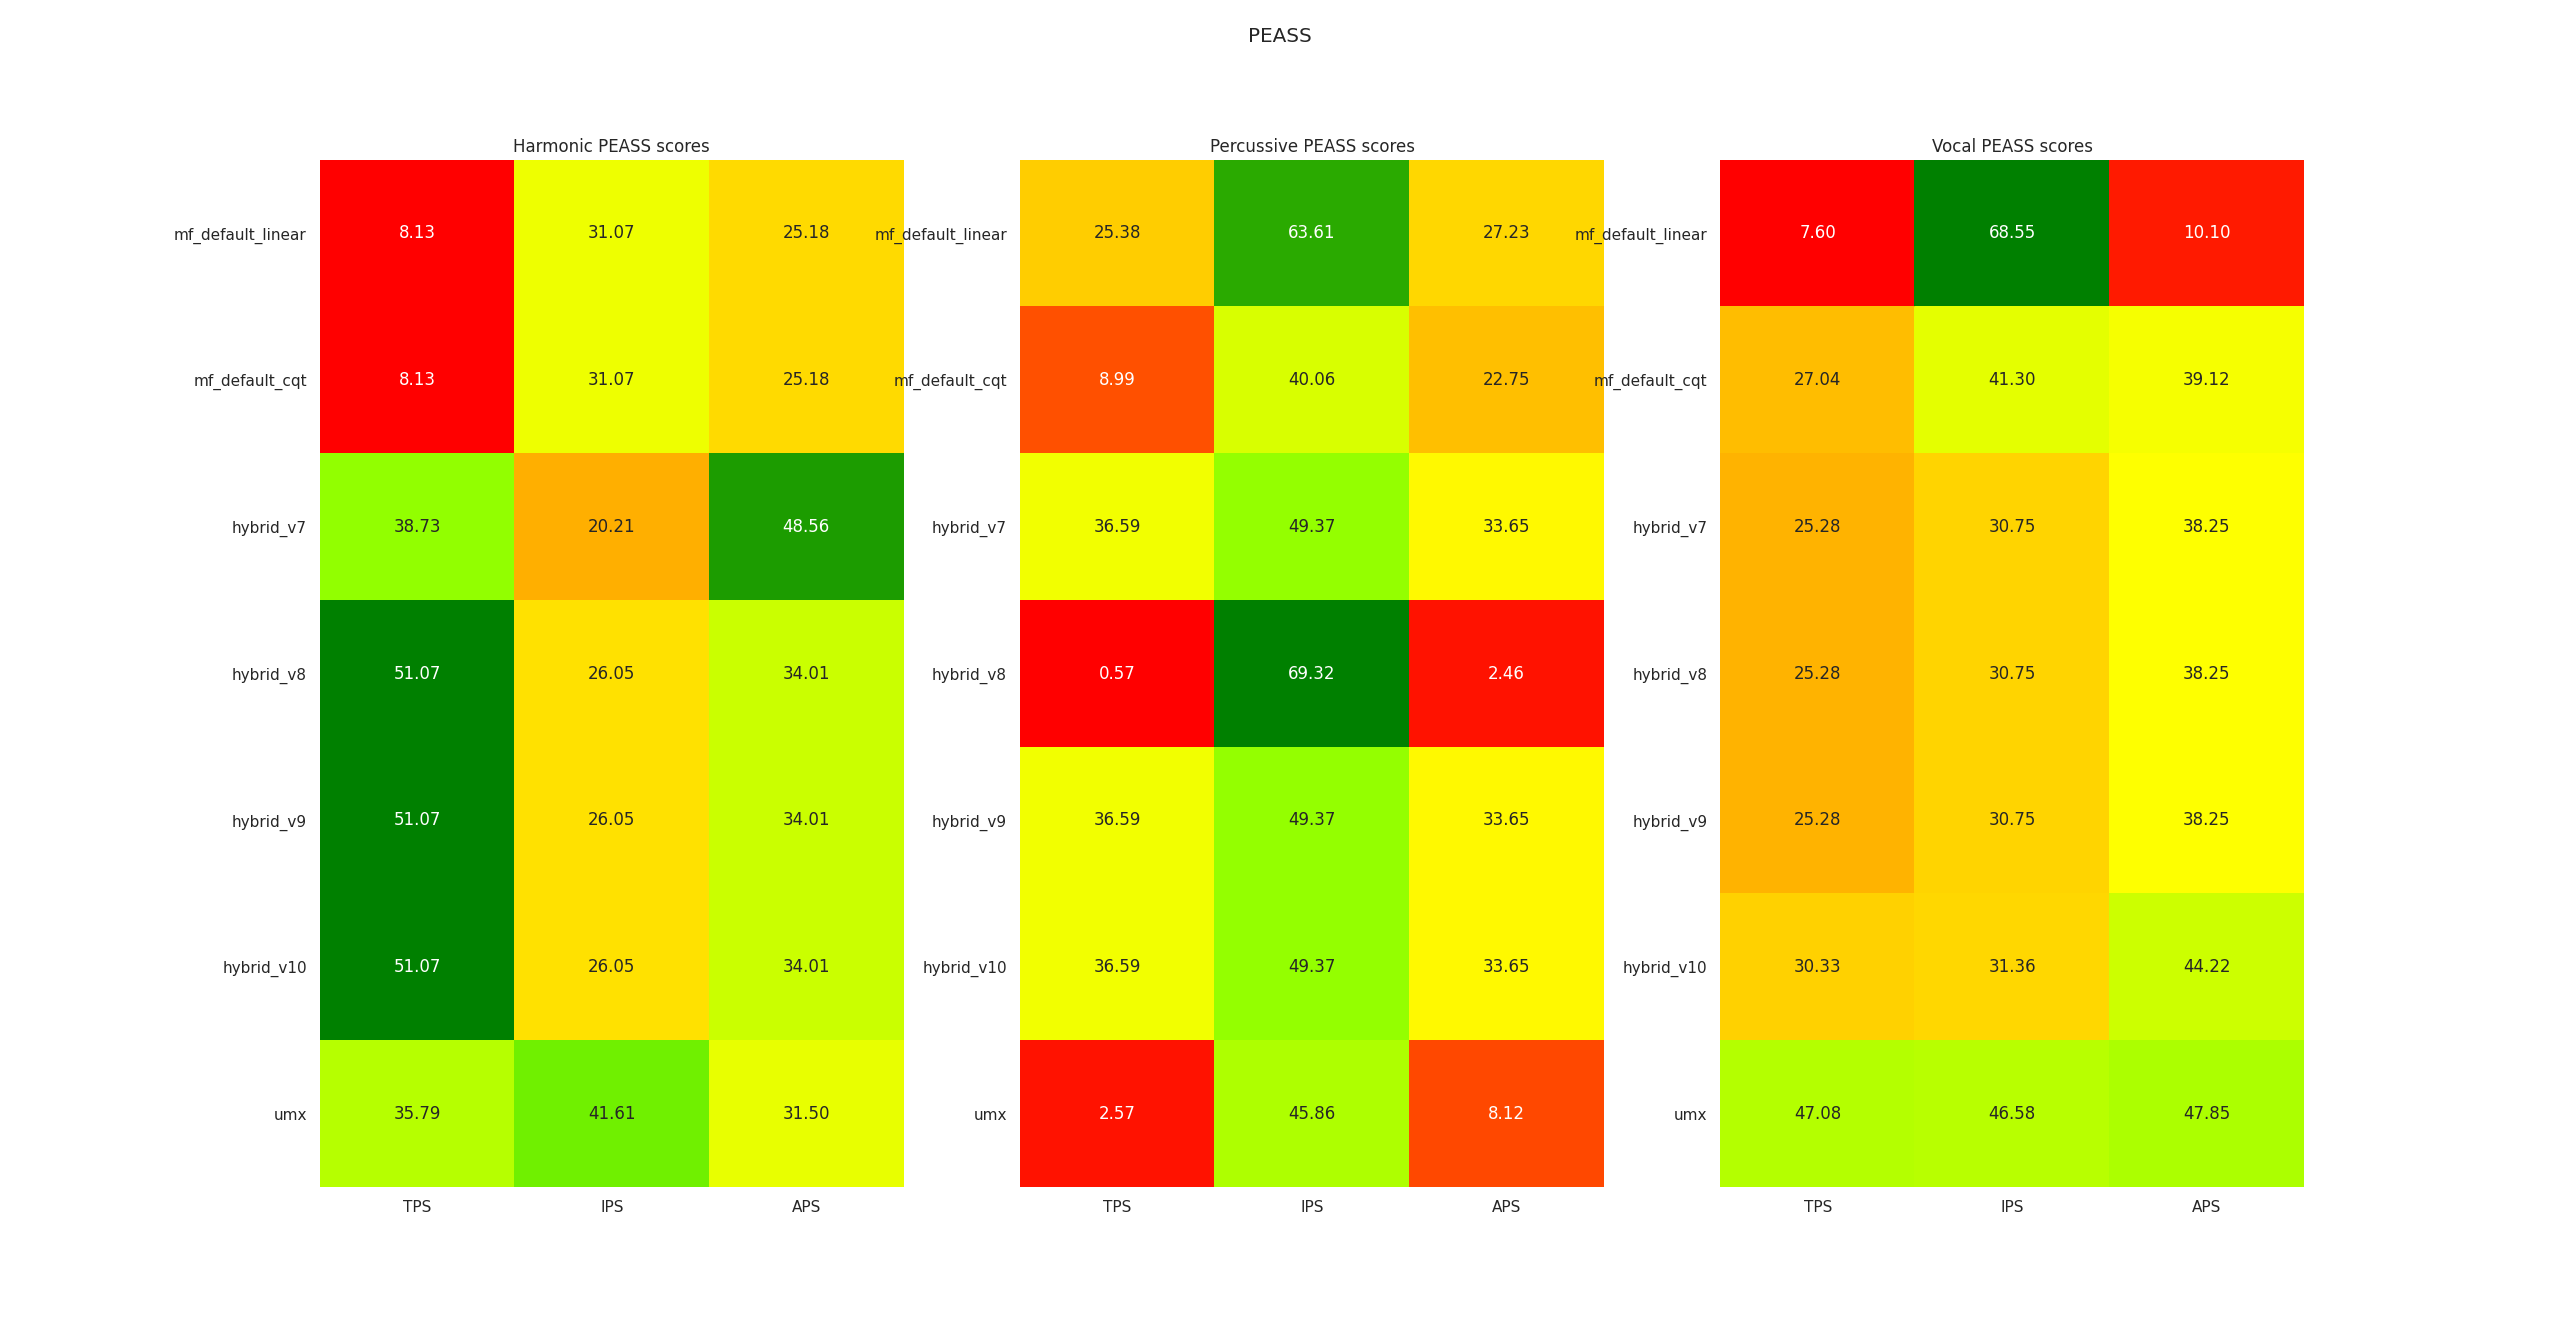 PEASS
Harmonic PEASS scores
mf_default_linear 8.13 31.07 25.18
mf_default_cqt 8.13 31.07 25.18
hybrid_v7 38.73 20.21 48.56
hybrid_v8 51.07 26.05 34.01
hybrid_v9 51.07 26.05 34.01
hybrid_v10 51.07 26.05 34.01
umx 35.79 41.61 31.50
TPS IPS APS
Percussive PEASS scores
mf_default_linear 25.38 63.61 27.23
mf_default_cqt 8.99 40.06 22.75
hybrid_v7 36.59 49.37 33.65
hybrid_v8 0.57 69.32 2.46
hybrid_v9 36.59 49.37 33.65
hybrid_v10 36.59 49.37 33.65
umx 2.57 45.86 8.12
TPS IPS APS
Vocal PEASS scores
mf_default_linear 7.60 68.55 10.10
mf_default_cqt 27.04 41.30 39.12
hybrid_v7 25.28 30.75 38.25
hybrid_v8 25.28 30.75 38.25
hybrid_v9 25.28 30.75 38.25
hybrid_v10 30.33 31.36 44.22
umx 47.08 46.58 47.85
TPS IPS APS